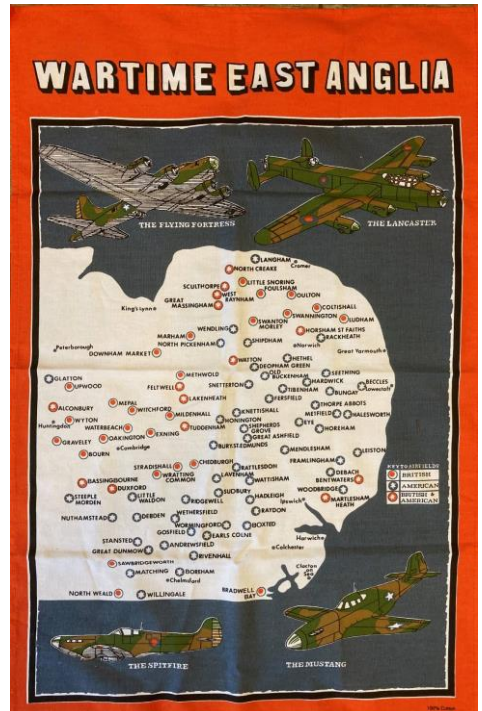 WARTIME EAST ANGLIA
THE FLYING FORTRESS
THE LANCASTER
LANGHAM
Cromer
NORTH CREAKE
SCULTHORPE
LITTLE SNORING
FOULSHAM
WEST RAYNHAM
OULTON
GREAT MASSINGHAM
King's Lynn
COLTISHALL
SWANNINGTON
LUDHAM
WENDLING
SWANTON MORLEY
HORSHAM ST FAITHS
MARHAM
RACKHEATH
NORTH PICKENHAM
SHIPDHAM
Norwich
Peterborough
Great Yarmouth
DOWNHAM MARKET
WATTON
HETHEL
DEOPHAM GREEN
SEETHING
GLATTON
METHWOLD
OLD BUCKENHAM
HARDWICK
BECCLES
UPWOOD
FELTWELL
SNETTERTON
TIBENHAM
BUNGAY
Lowestoft
LAKENHEATH
FERSFIELD
THORPE ABBOTS
ALCONBURY
MEPAL
WITCHFORD
KNETTISHALL
METFIELD
HALESWORTH
MILDENHALL
HONINGTON
WYTON
EYE
Huntingdon
WATERBEACH
TUDDENHAM
SHEPHERDS GROVE
HOREHAM
OAKINGTON
EXNING
GREAT ASHFIELD
GRAVELEY
Cambridge
BURY ST EDMUNDS
MENDLESHAM
LEISTON
BOURN
FRAMLINGHAM
STRADISHALL
CHEDBURGH
RATTLESDON
DEBACH
WRATTING COMMON
LAVENHAM
WATTISHAM
BENTWATERS
BASSINGBOURNE
DUXFORD
WOODBRIDGE
SUDBURY
STEEPLE MORDEN
LITTLE WALDON
RIDGEWELL
HADLEIGH
Ipswich
MARTLESHAM HEATH
WETHERSFIELD
RAYDON
NUTHAMSTEAD
DEBDEN
WORMINGFORD
BOXTED
GOSFIELD
EARLS COLNE
Harwich
STANSTED
ANDREWSFIELD
Colchester
GREAT DUNMOW
RIVENHALL
SAWBRIDGEWORTH
Clacton on Sea
MATCHING
BOREHAM
Chelmsford
NORTH WEALD
WILLINGALE
BRADWELL BAY
KEY TO AIRFIELDS
BRITISH
AMERICAN
BRITISH + AMERICAN
THE SPITFIRE
THE MUSTANG
100% Cotton